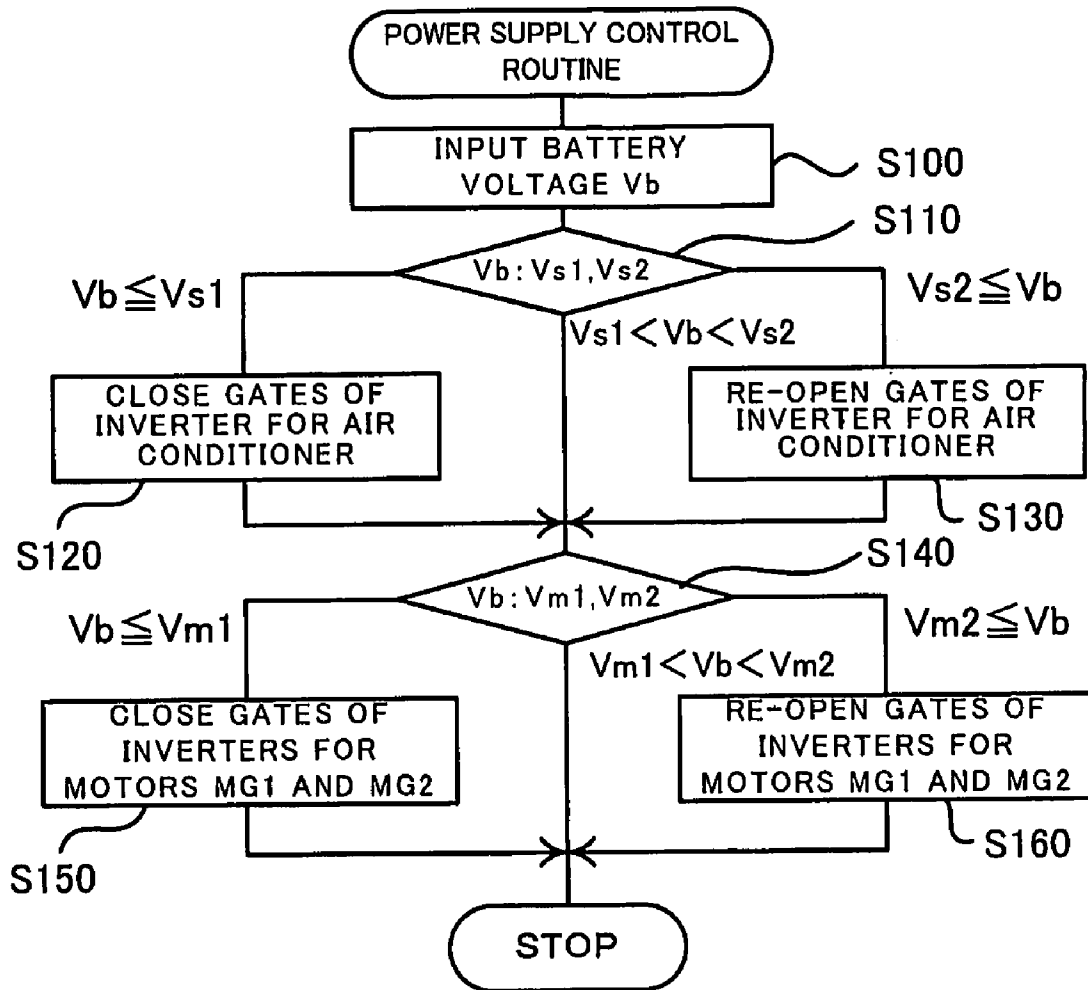 POWER SUPPLY CONTROL
ROUTINE
INPUT BATTERY
VOLTAGE Vb
S100
S110
Vb:Vs1,Vs2
Vb≦Vs1
Vs2≦Vb
Vs1<Vb<Vs2
CLOSE GATES OF
INVERTER FOR AIR
CONDITIONER
RE-OPEN GATES OF
INVERTER FOR AIR
CONDITIONER
S120
S130
S140
Vb:Vm1,Vm2
Vb≦Vm1
Vm2≦Vb
Vm1<Vb<Vm2
CLOSE GATES OF
INVERTERS FOR
MOTORS MG1 AND MG2
RE-OPEN GATES OF
INVERTERS FOR
MOTORS MG1 AND MG2
S150
S160
STOP